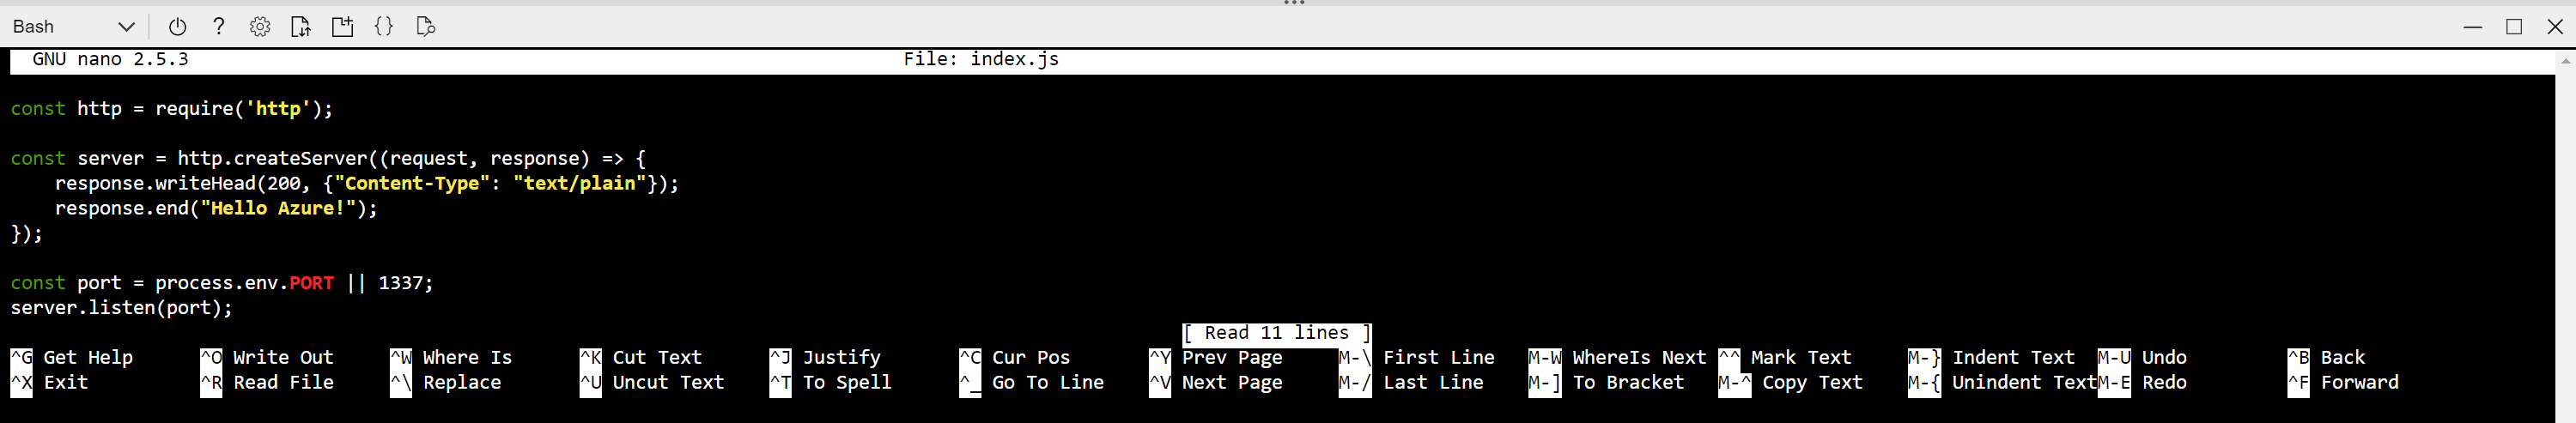 Bash ?
GNU nano 2.5.3 File: index.js
const http = require('http');
const server = http.createServer((request, response) => {
    response.writeHead(200, {"Content-Type": "text/plain"});
    response.end("Hello Azure!");
});
const port = process.env.PORT || 1337;
server.listen(port);
[ Read 11 lines ]
^G Get Help ^O Write Out ^W Where Is ^K Cut Text ^J Justify ^C Cur Pos ^Y Prev Page M-\ First Line M-W WhereIs Next ^^ Mark Text M-} Indent Text M-U Undo ^B Back
^X Exit ^R Read File ^\ Replace ^U Uncut Text ^T To Spell ^_ Go To Line ^V Next Page M-/ Last Line M-] To Bracket M-^ Copy Text M-{ Unindent Text M-E Redo ^F Forward